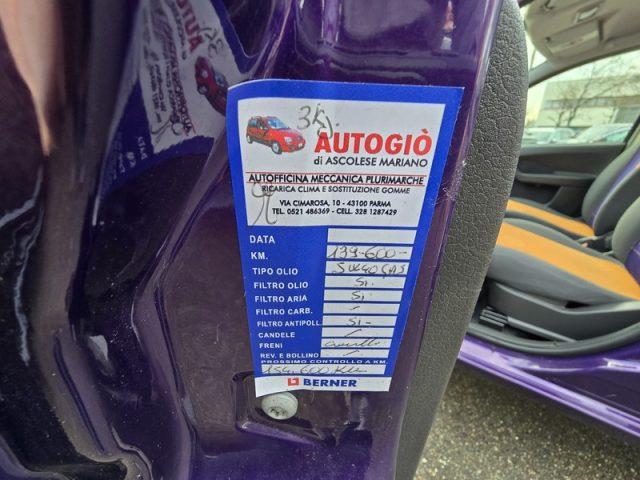 3Kg.
AUTOGIÒ
di ASCOLESE MARIANO
AUTOFFICINA MECCANICA PLURIMARCHE
RICARICA CLIMA E SOSTITUZIONE GOMME
VIA CIMAROSA, 10 - 43100 PARMA
TEL. 0521 486369 - CELL. 328 1287429
DATA
KM. 139.600-
TIPO OLIO 5W40
FILTRO OLIO Si.
FILTRO ARIA Si
FILTRO CARB. /
FILTRO ANTIPOLL. Si-
CANDELE /
FRENI
REV. E BOLLINO /
PROSSIMO CONTROLLO A KM.
154.600 Km
BERNER